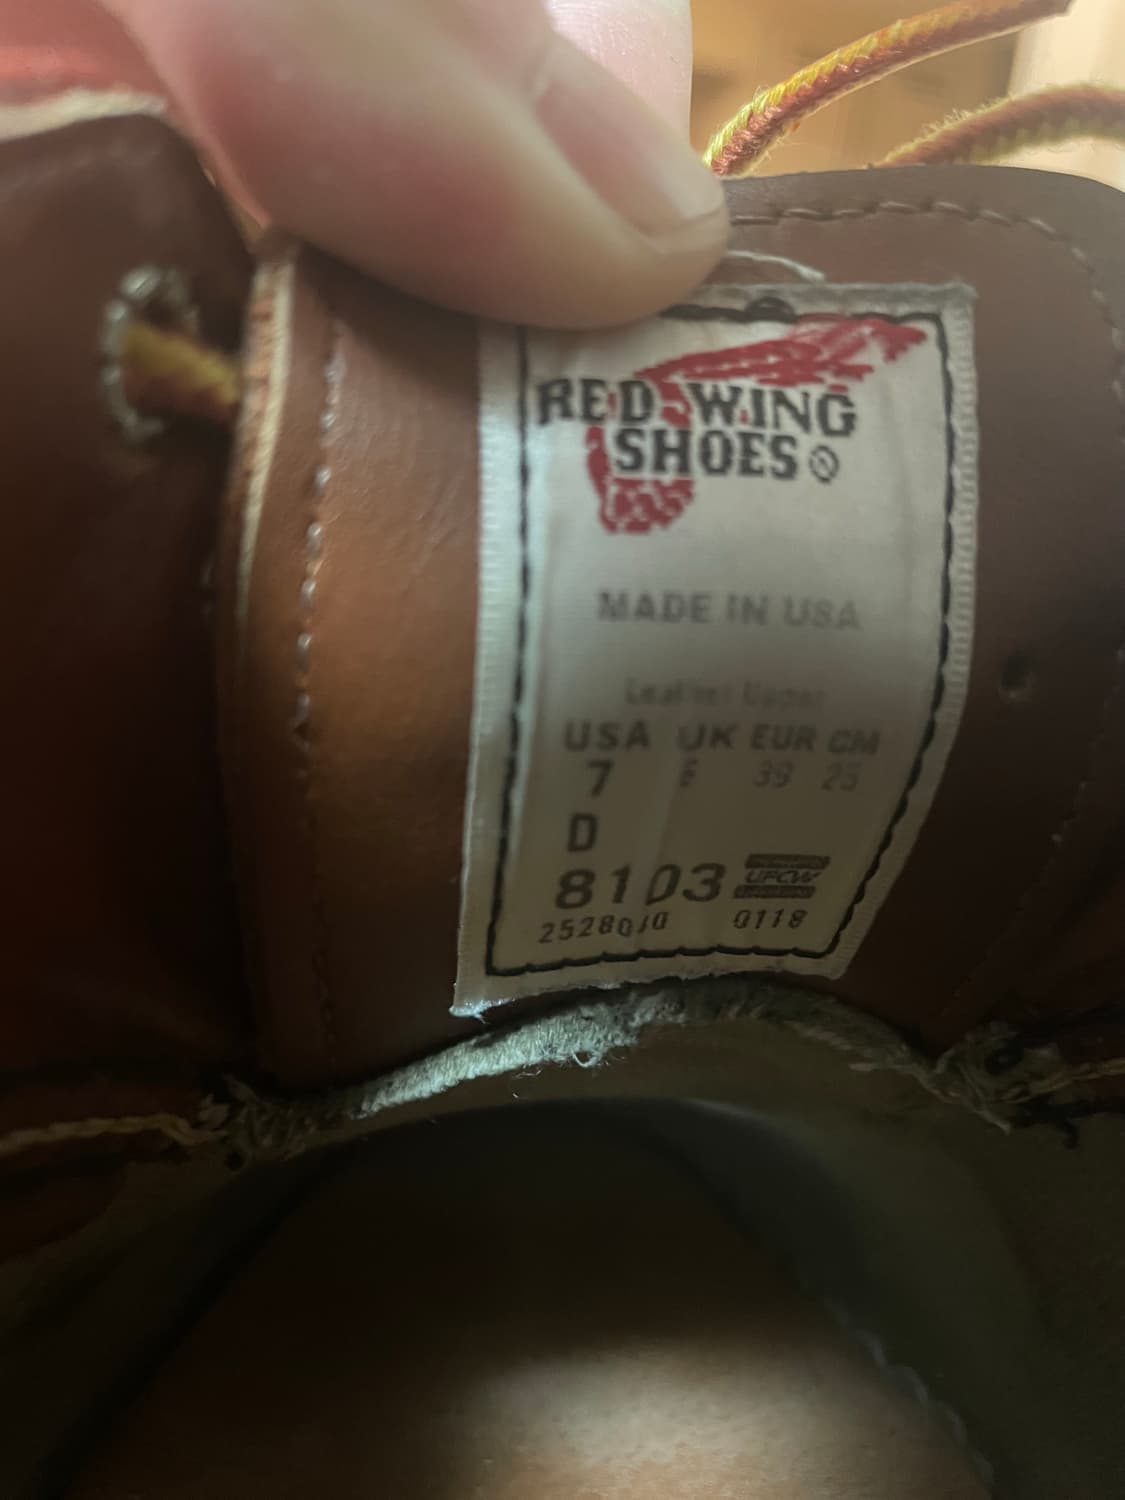 RED WING
SHOES ®
MADE IN USA
Leather Upper
USA UK EUR CM
7 6 39 25
D
8103
UFCW
2528010 0118